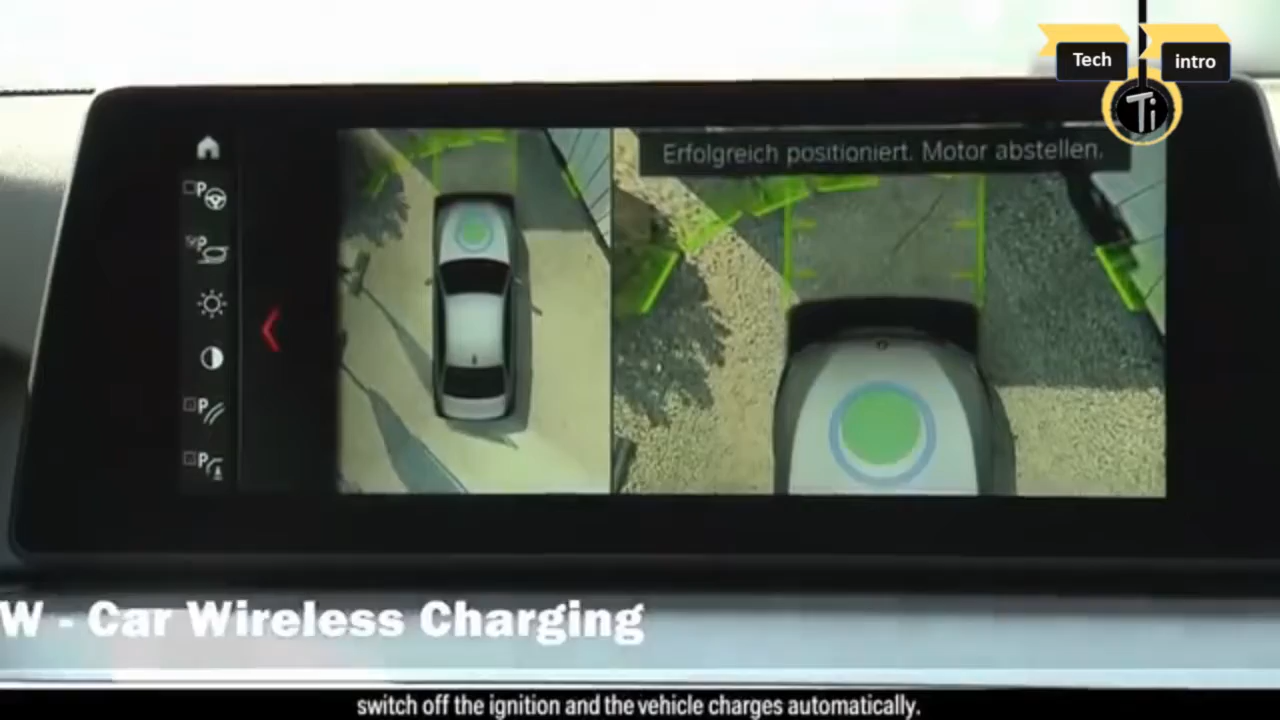 Tech
intro
Ti
Erfolgreich positioniert. Motor abstellen.
P
P
P
P
W - Car Wireless Charging
switch off the ignition and the vehicle charges automatically.